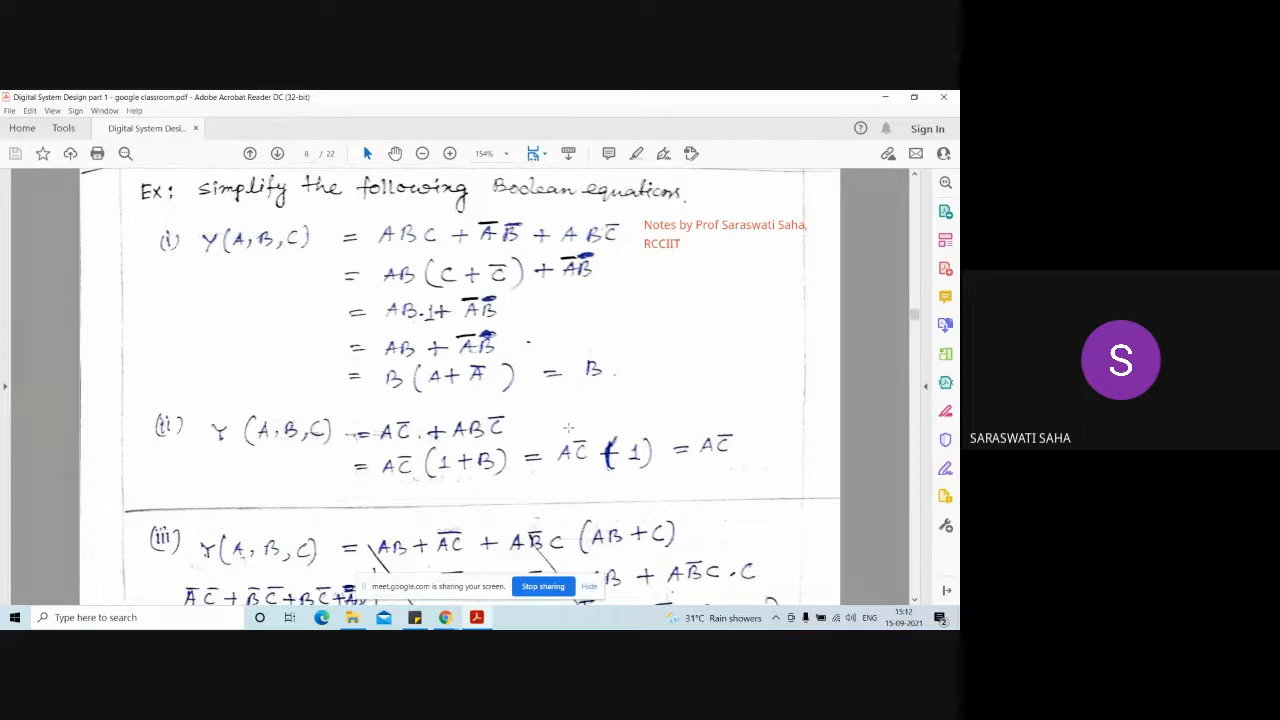 Digital System Design part 1 - google classroom.pdf - Adobe Acrobat Reader DC (32-bit)
File Edit View Sign Window Help
Home Tools Digital System Desi... × Sign In
8 / 22 154%
Ex: Simplify the following Boolean equations.
Notes by Prof Saraswati Saha,
RCCIIT
(i) Y(A,B,C) = ABC + A̅B̅ + ABC̅
= AB(C + C̅) + A̅B̅
= AB.1 + A̅B̅
= AB + A̅B̅ .
= B(A + A̅) = B.
(ii) Y(A,B,C) = AC̅ + ABC̅
= AC̅(1+B) = AC̅(1) = AC̅
(iii) Y(A,B,C) = AB + A̅C̅ + AB̅C(AB+C)
B + AB̅C.C
A̅C̅ + B̅C̅ + BC̅ +
meet.google.com is sharing your screen. Stop sharing Hide
Type here to search
31°C Rain showers ENG 15:12
15-09-2021
2
S
SARASWATI SAHA